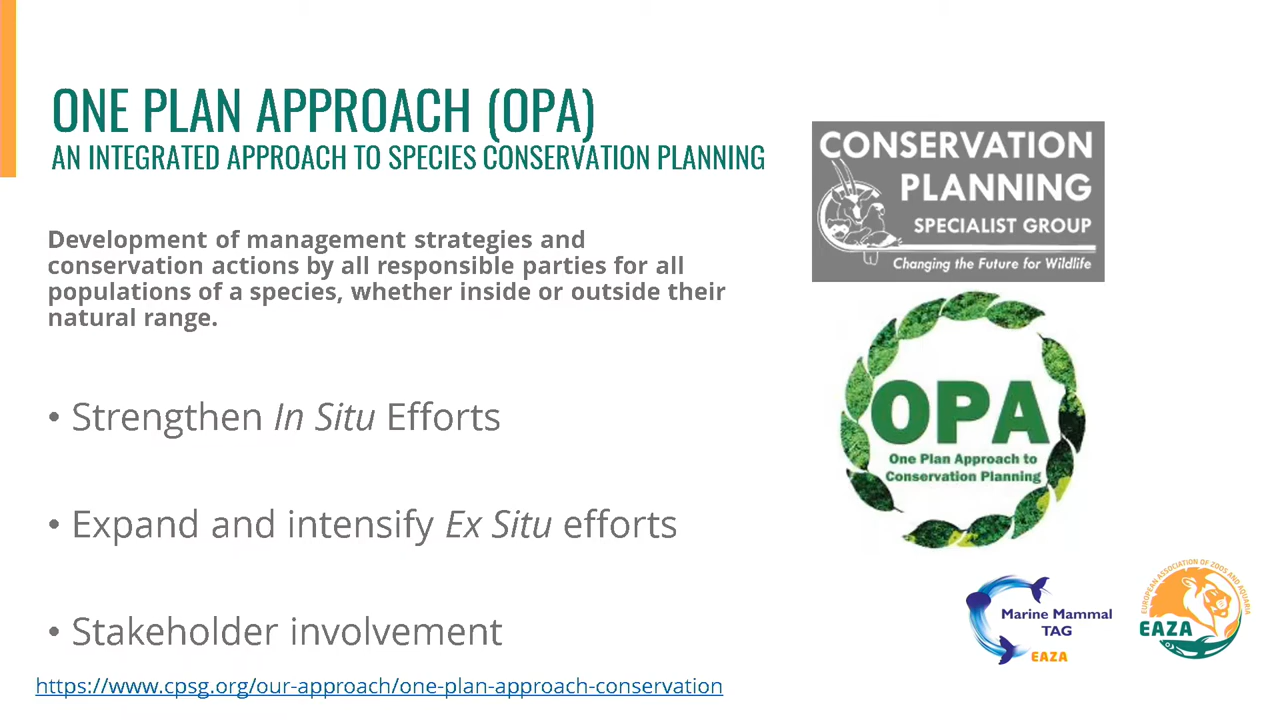 ONE PLAN APPROACH (OPA)
AN INTEGRATED APPROACH TO SPECIES CONSERVATION PLANNING
Development of management strategies and
conservation actions by all responsible parties for all
populations of a species, whether inside or outside their
natural range.
• Strengthen In Situ Efforts
• Expand and intensify Ex Situ efforts
• Stakeholder involvement
https://www.cpsg.org/our-approach/one-plan-approach-conservation
CONSERVATION
PLANNING
SPECIALIST GROUP
Changing the Future for Wildlife
OPA
One Plan Approach to
Conservation Planning
Marine Mammal
TAG
EAZA
EUROPEAN ASSOCIATION OF ZOOS AND AQUARIA
EAZA